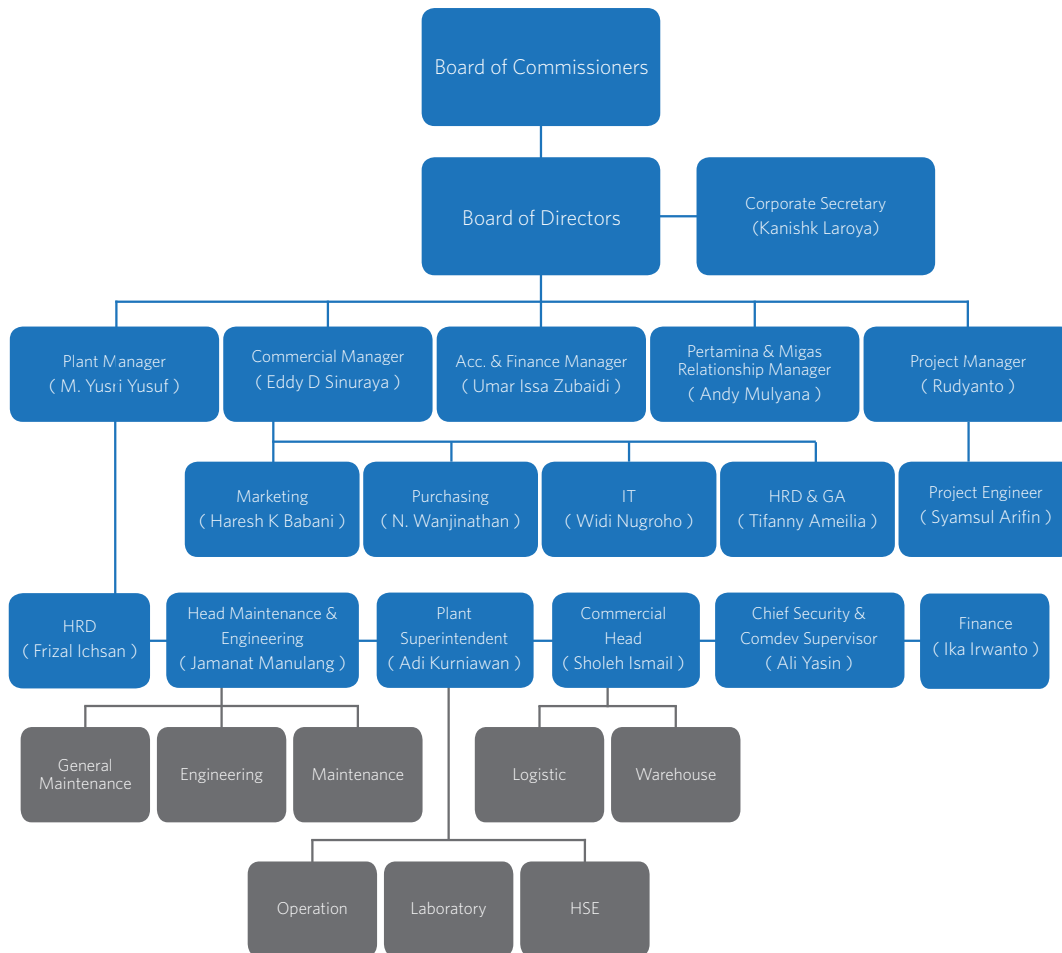 Board of Commissioners
Board of Directors
Corporate Secretary
(Kanishk Laroya)
Plant Manager
( M. Yusri Yusuf )
Commercial Manager
( Eddy D Sinuraya )
Acc. & Finance Manager
( Umar Issa Zubaidi )
Pertamina & Migas
Relationship Manager
( Andy Mulyana )
Project Manager
( Rudyanto )
Marketing
( Haresh K Babani )
Purchasing
( N. Wanjinathan )
IT
( Widi Nugroho )
HRD & GA
( Tifanny Ameilia )
Project Engineer
( Syamsul Arifin )
HRD
( Frizal Ichsan )
Head Maintenance &
Engineering
( Jamanat Manulang )
Plant
Superintendent
( Adi Kurniawan )
Commercial
Head
( Sholeh Ismail )
Chief Security &
Comdev Supervisor
( Ali Yasin )
Finance
( Ika Irwanto )
General
Maintenance
Engineering
Maintenance
Logistic
Warehouse
Operation
Laboratory
HSE